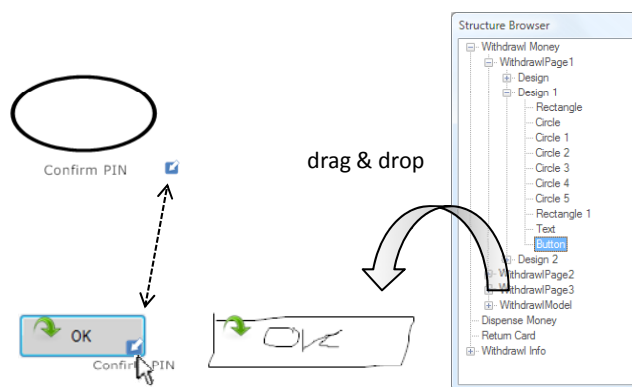 Structure Browser
Withdrawl Money
WithdrawlPage1
Design
Design 1
Rectangle
Circle
Circle 1
Circle 2
Circle 3
Circle 4
Circle 5
Rectangle 1
Text
Button
Design 2
WithdrawlPage2
WithdrawlPage3
WithdrawlModel
Dispense Money
Return Card
Withdrawl Info
Confirm PIN
drag & drop
OK
Confirm PIN
OK